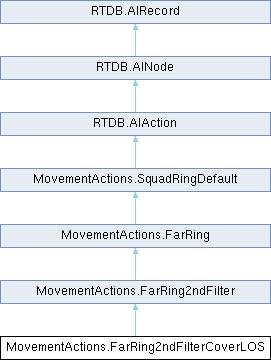 RTDB.AIRecord
RTDB.AINode
RTDB.AIAction
MovementActions.SquadRingDefault
MovementActions.FarRing
MovementActions.FarRing2ndFilter
MovementActions.FarRing2ndFilterCoverLOS